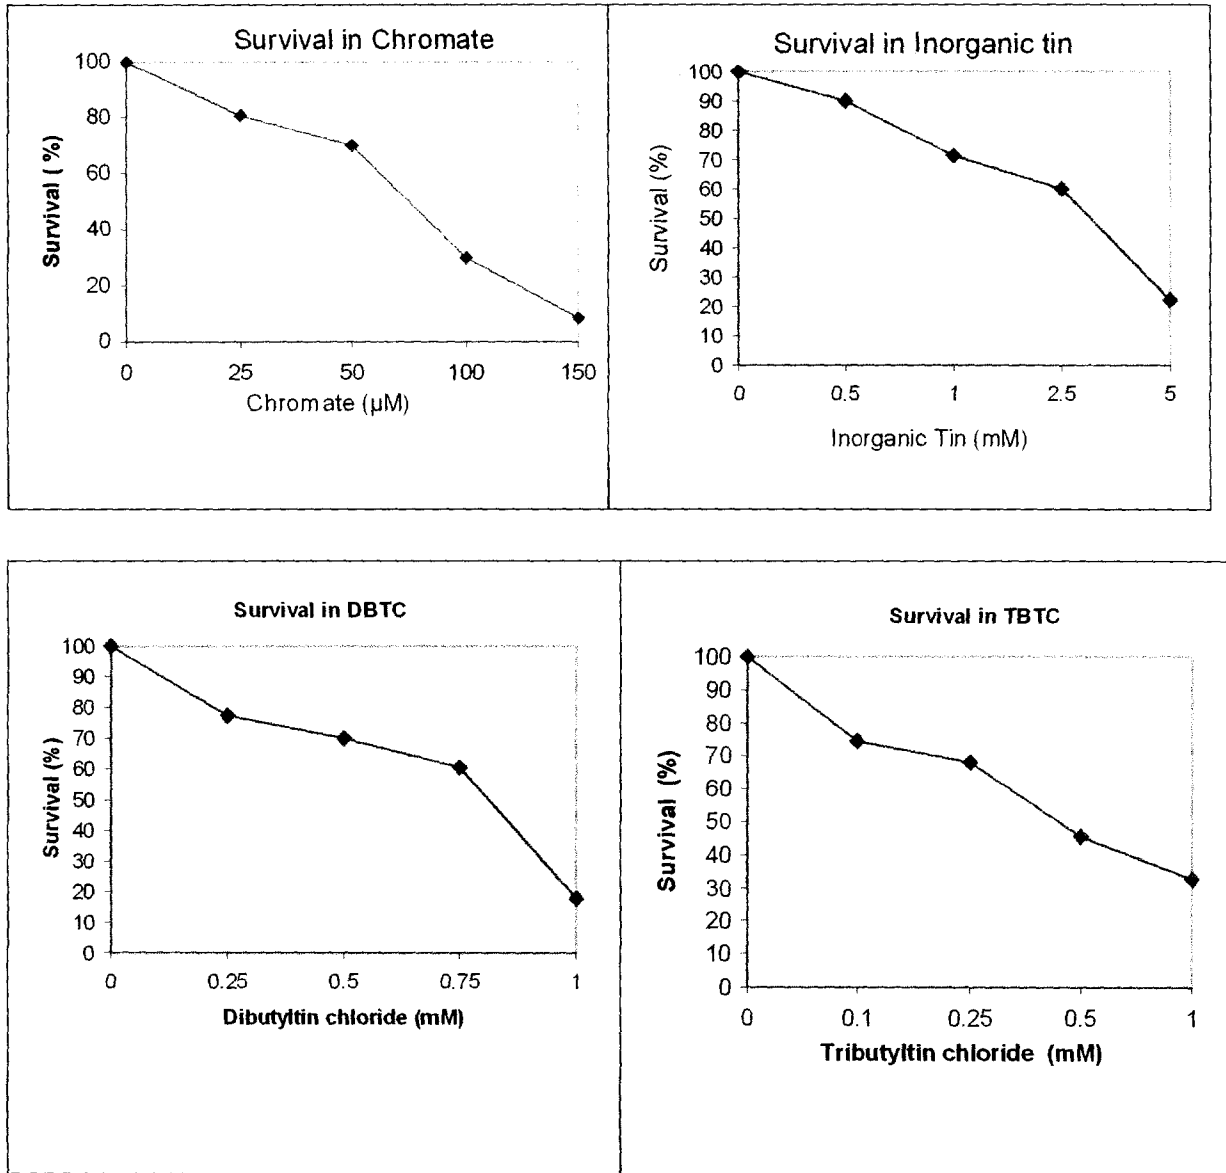 Survival in Chromate
100
80
60
40
20
0
Survival ( %)
0 25 50 100 150
Chromate (µM)
Survival in Inorganic tin
100
90
80
70
60
50
40
30
20
10
0
Survival (%)
0 0.5 1 2.5 5
Inorganic Tin (mM)
Survival in DBTC
100
90
80
70
60
50
40
30
20
10
0
Survival (%)
0 0.25 0.5 0.75 1
Dibutyltin chloride (mM)
Survival in TBTC
100
90
80
70
60
50
40
30
20
10
0
Survival (%)
0 0.1 0.25 0.5 1
Tributyltin chloride (mM)